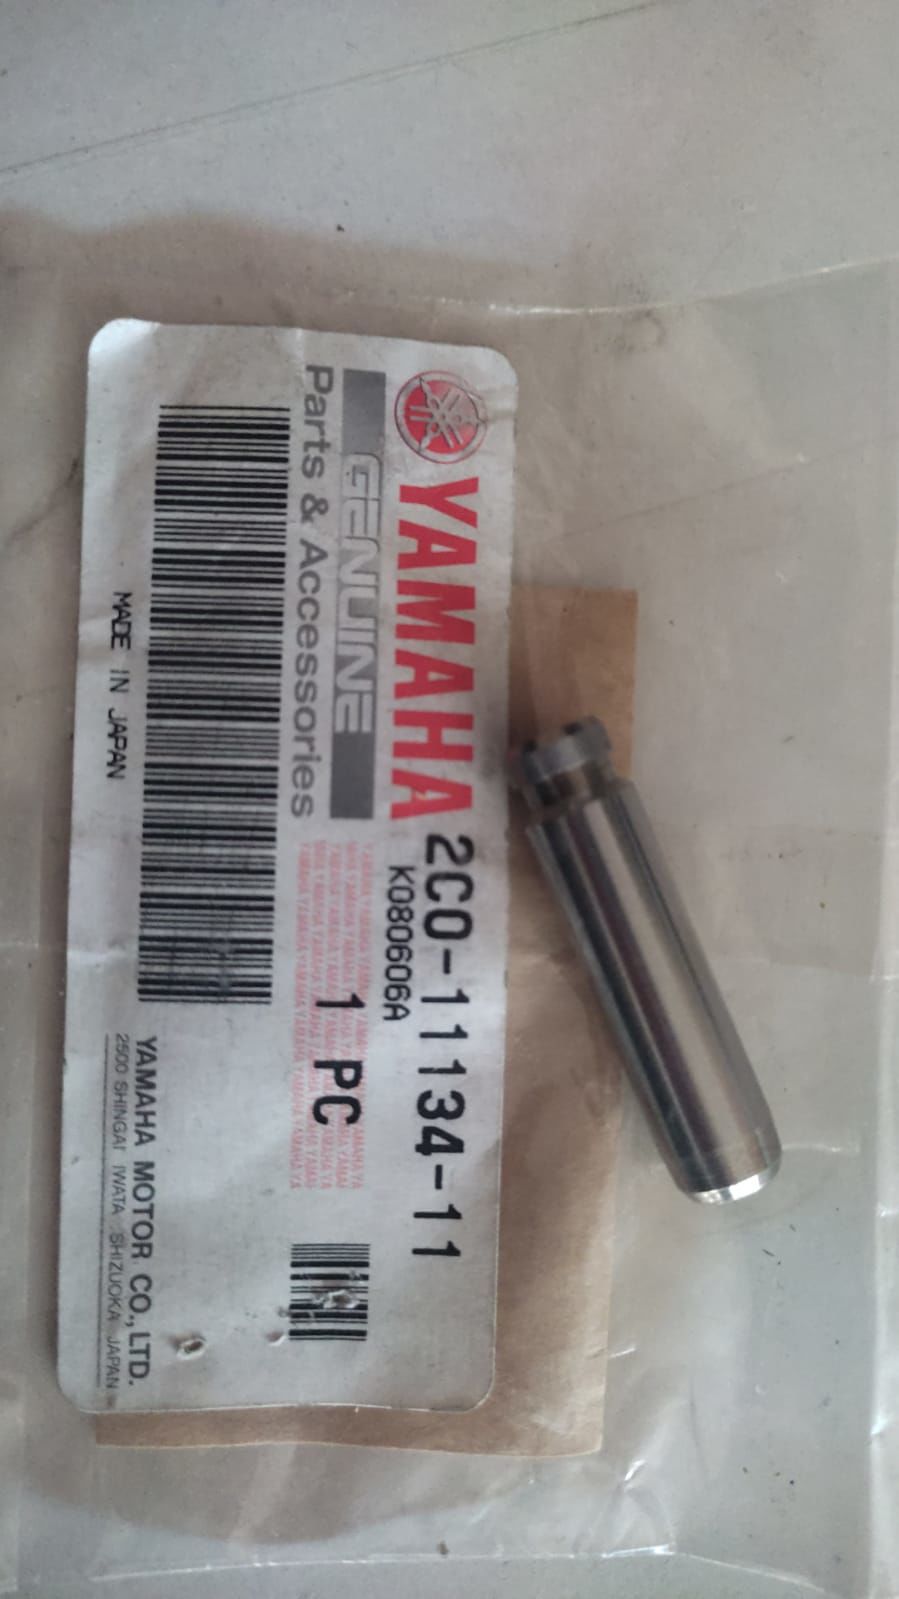 YAMAHA 2C0-11134-11
K080606A
GENUINE
Parts & Accessories
1 PC
MADE IN JAPAN
YAMAHA MOTOR CO.,LTD.
2500 SHINGAI IWATA SHIZUOKA JAPAN